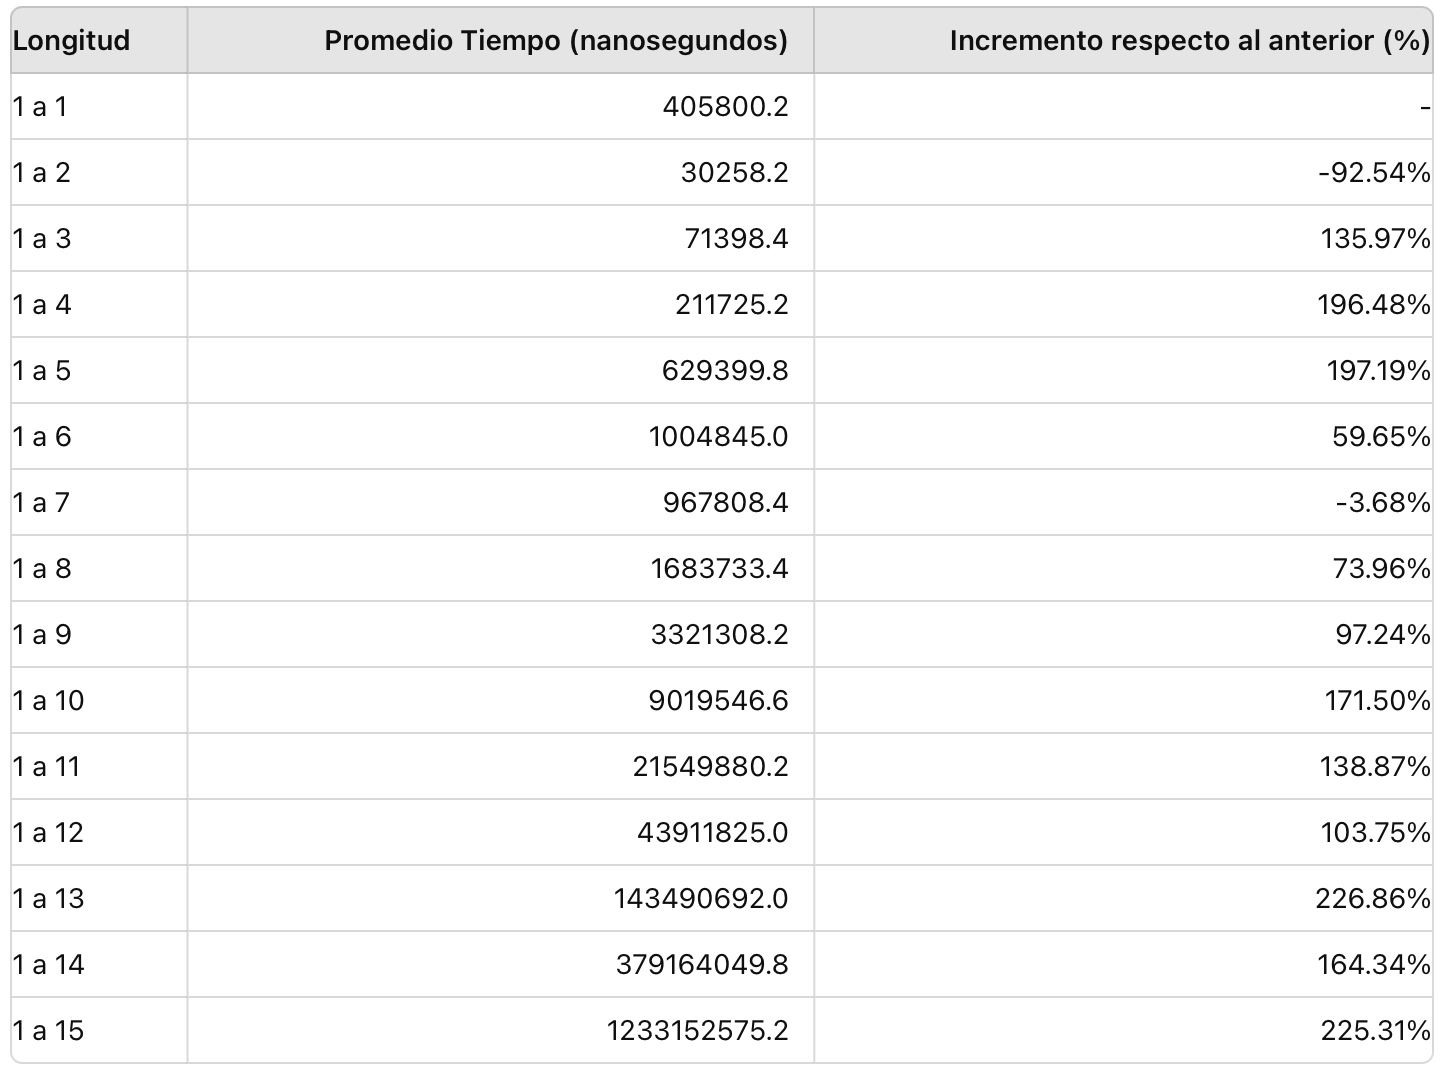 Longitud Promedio Tiempo (nanosegundos) Incremento respecto al anterior (%)
1 a 1 405800.2 -
1 a 2 30258.2 -92.54%
1 a 3 71398.4 135.97%
1 a 4 211725.2 196.48%
1 a 5 629399.8 197.19%
1 a 6 1004845.0 59.65%
1 a 7 967808.4 -3.68%
1 a 8 1683733.4 73.96%
1 a 9 3321308.2 97.24%
1 a 10 9019546.6 171.50%
1 a 11 21549880.2 138.87%
1 a 12 43911825.0 103.75%
1 a 13 143490692.0 226.86%
1 a 14 379164049.8 164.34%
1 a 15 1233152575.2 225.31%